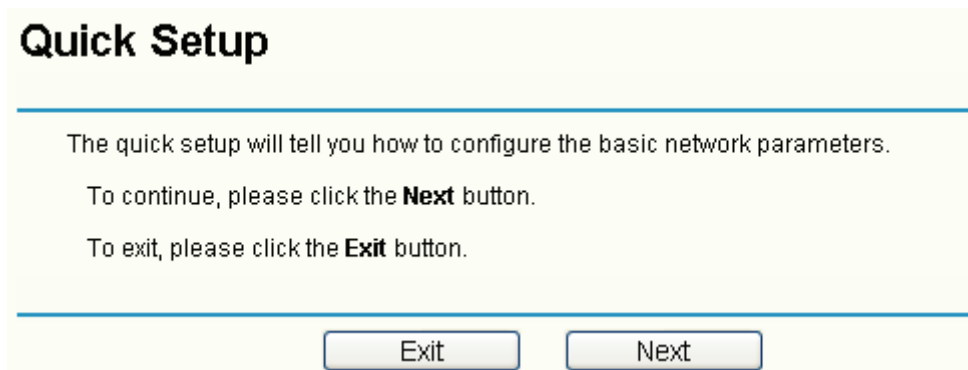 Quick Setup
The quick setup will tell you how to configure the basic network parameters.
To continue, please click the Next button.
To exit, please click the Exit button.
Exit
Next